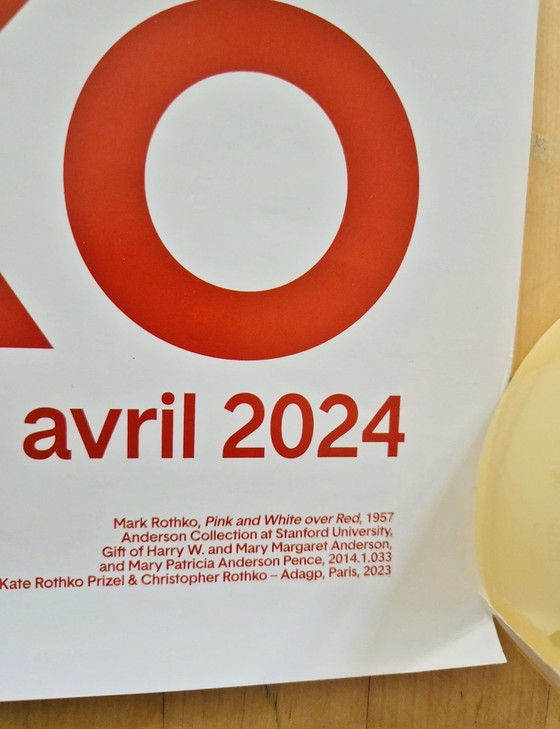 KO
avril 2024
Mark Rothko, Pink and White over Red, 1957
Anderson Collection at Stanford University,
Gift of Harry W. and Mary Margaret Anderson,
and Mary Patricia Anderson Pence, 2014.1.033
Kate Rothko Prizel & Christopher Rothko – Adagp, Paris, 2023